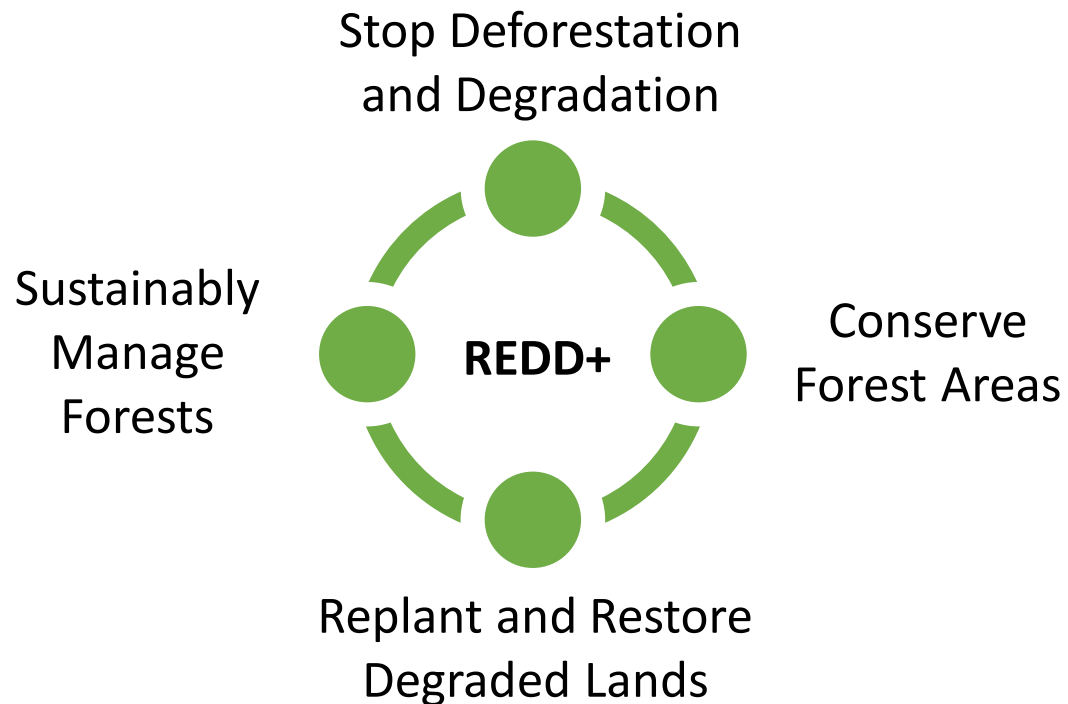 Stop Deforestation
and Degradation
Sustainably
Manage
Forests
REDD+
Conserve
Forest Areas
Replant and Restore
Degraded Lands